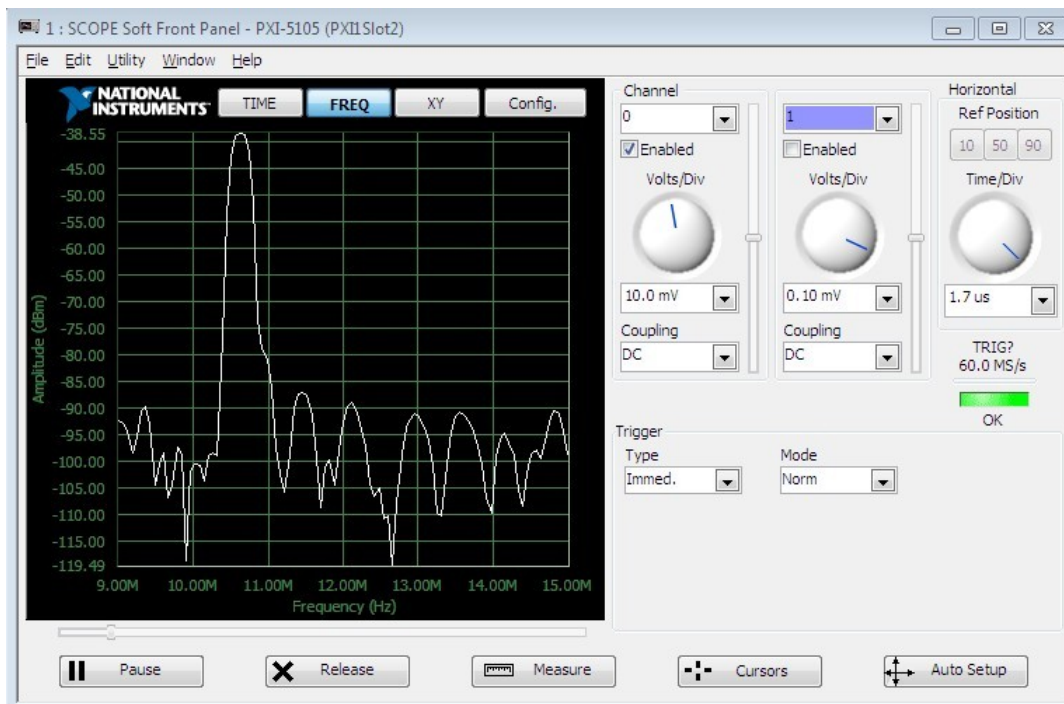 1 : SCOPE Soft Front Panel - PXI-5105 (PXI1Slot2)
File Edit Utility Window Help
NATIONAL
INSTRUMENTS™
TIME FREQ XY Config.
-38.55
-45.00
-50.00
-55.00
-60.00
-65.00
-70.00
-75.00
-80.00
-85.00
-90.00
-95.00
-100.00
-105.00
-110.00
-115.00
-119.49
Amplitude (dBm)
9.00M 10.00M 11.00M 12.00M 13.00M 14.00M 15.00M
Frequency (Hz)
Channel
0
Enabled
Volts/Div
10.0 mV
Coupling
DC
1
Enabled
Volts/Div
0.10 mV
Coupling
DC
Horizontal
Ref Position
10 50 90
Time/Div
1.7 us
TRIG?
60.0 MS/s
OK
Trigger
Type
Immed.
Mode
Norm
Pause Release Measure Cursors Auto Setup